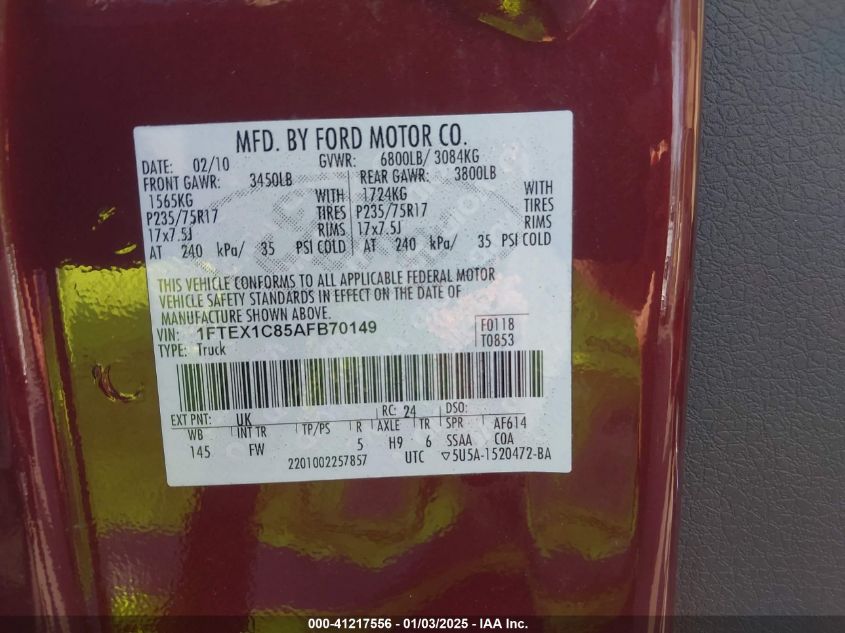 MFD. BY FORD MOTOR CO.
DATE: 02/10 GVWR: 6800LB/ 3084KG
FRONT GAWR: 3450LB REAR GAWR: 3800LB
1565KG WITH 1724KG WITH
P235/75R17 TIRES P235/75R17 TIRES
17x7.5J RIMS 17x7.5J RIMS
AT 240 kPa/ 35 PSI COLD AT 240 kPa/ 35 PSI COLD
THIS VEHICLE CONFORMS TO ALL APPLICABLE FEDERAL MOTOR
VEHICLE SAFETY STANDARDS IN EFFECT ON THE DATE OF
MANUFACTURE SHOWN ABOVE.
VIN: 1FTEX1C85AFB70149 F0118
TYPE: Truck T0853
EXT PNT: UK RC: 24 DSO:
WB INT TR TP/PS R AXLE TR SPR AF614
145 FW 5 H9 6 SSAA CQA
2201002257857 UTC ▽5U5A-1520472-BA
000-41217556 - 01/03/2025 - IAA Inc.